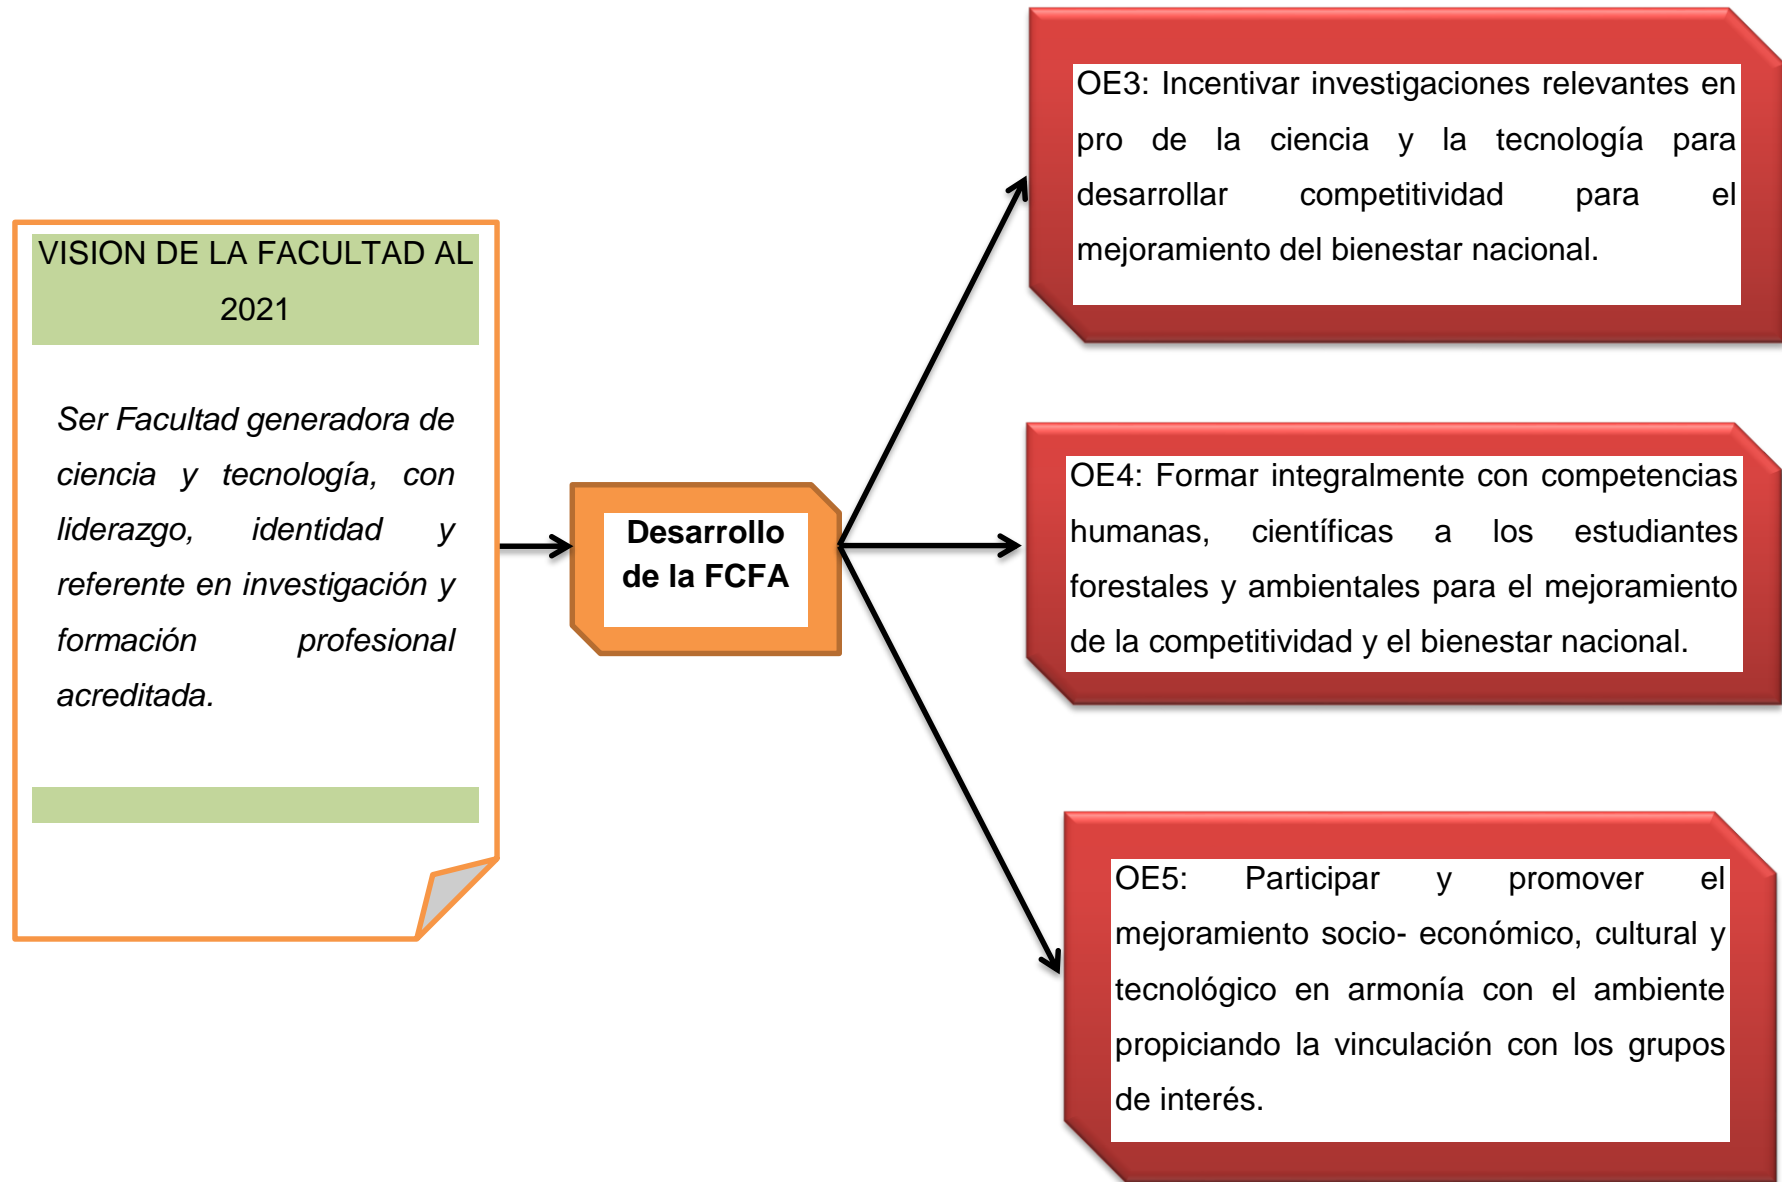 VISION DE LA FACULTAD AL
2021
Ser Facultad generadora de
ciencia y tecnología, con
liderazgo, identidad y
referente en investigación y
formación profesional
acreditada.
Desarrollo
de la FCFA
OE3: Incentivar investigaciones relevantes en
pro de la ciencia y la tecnología para
desarrollar competitividad para el
mejoramiento del bienestar nacional.
OE4: Formar integralmente con competencias
humanas, científicas a los estudiantes
forestales y ambientales para el mejoramiento
de la competitividad y el bienestar nacional.
OE5: Participar y promover el
mejoramiento socio- económico, cultural y
tecnológico en armonía con el ambiente
propiciando la vinculación con los grupos
de interés.